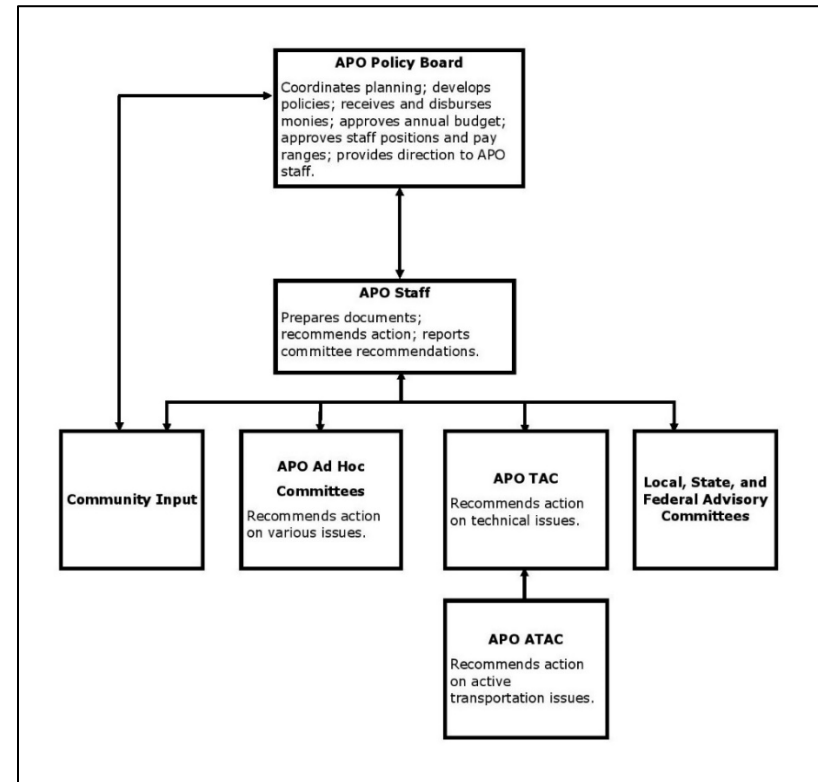 APO Policy Board
Coordinates planning; develops
policies; receives and disburses
monies; approves annual budget;
approves staff positions and pay
ranges; provides direction to APO
staff.
APO Staff
Prepares documents;
recommends action; reports
committee recommendations.
Community Input
APO Ad Hoc
Committees
Recommends action
on various issues.
APO TAC
Recommends action
on technical issues.
Local, State, and
Federal Advisory
Committees
APO ATAC
Recommends action
on active
transportation issues.